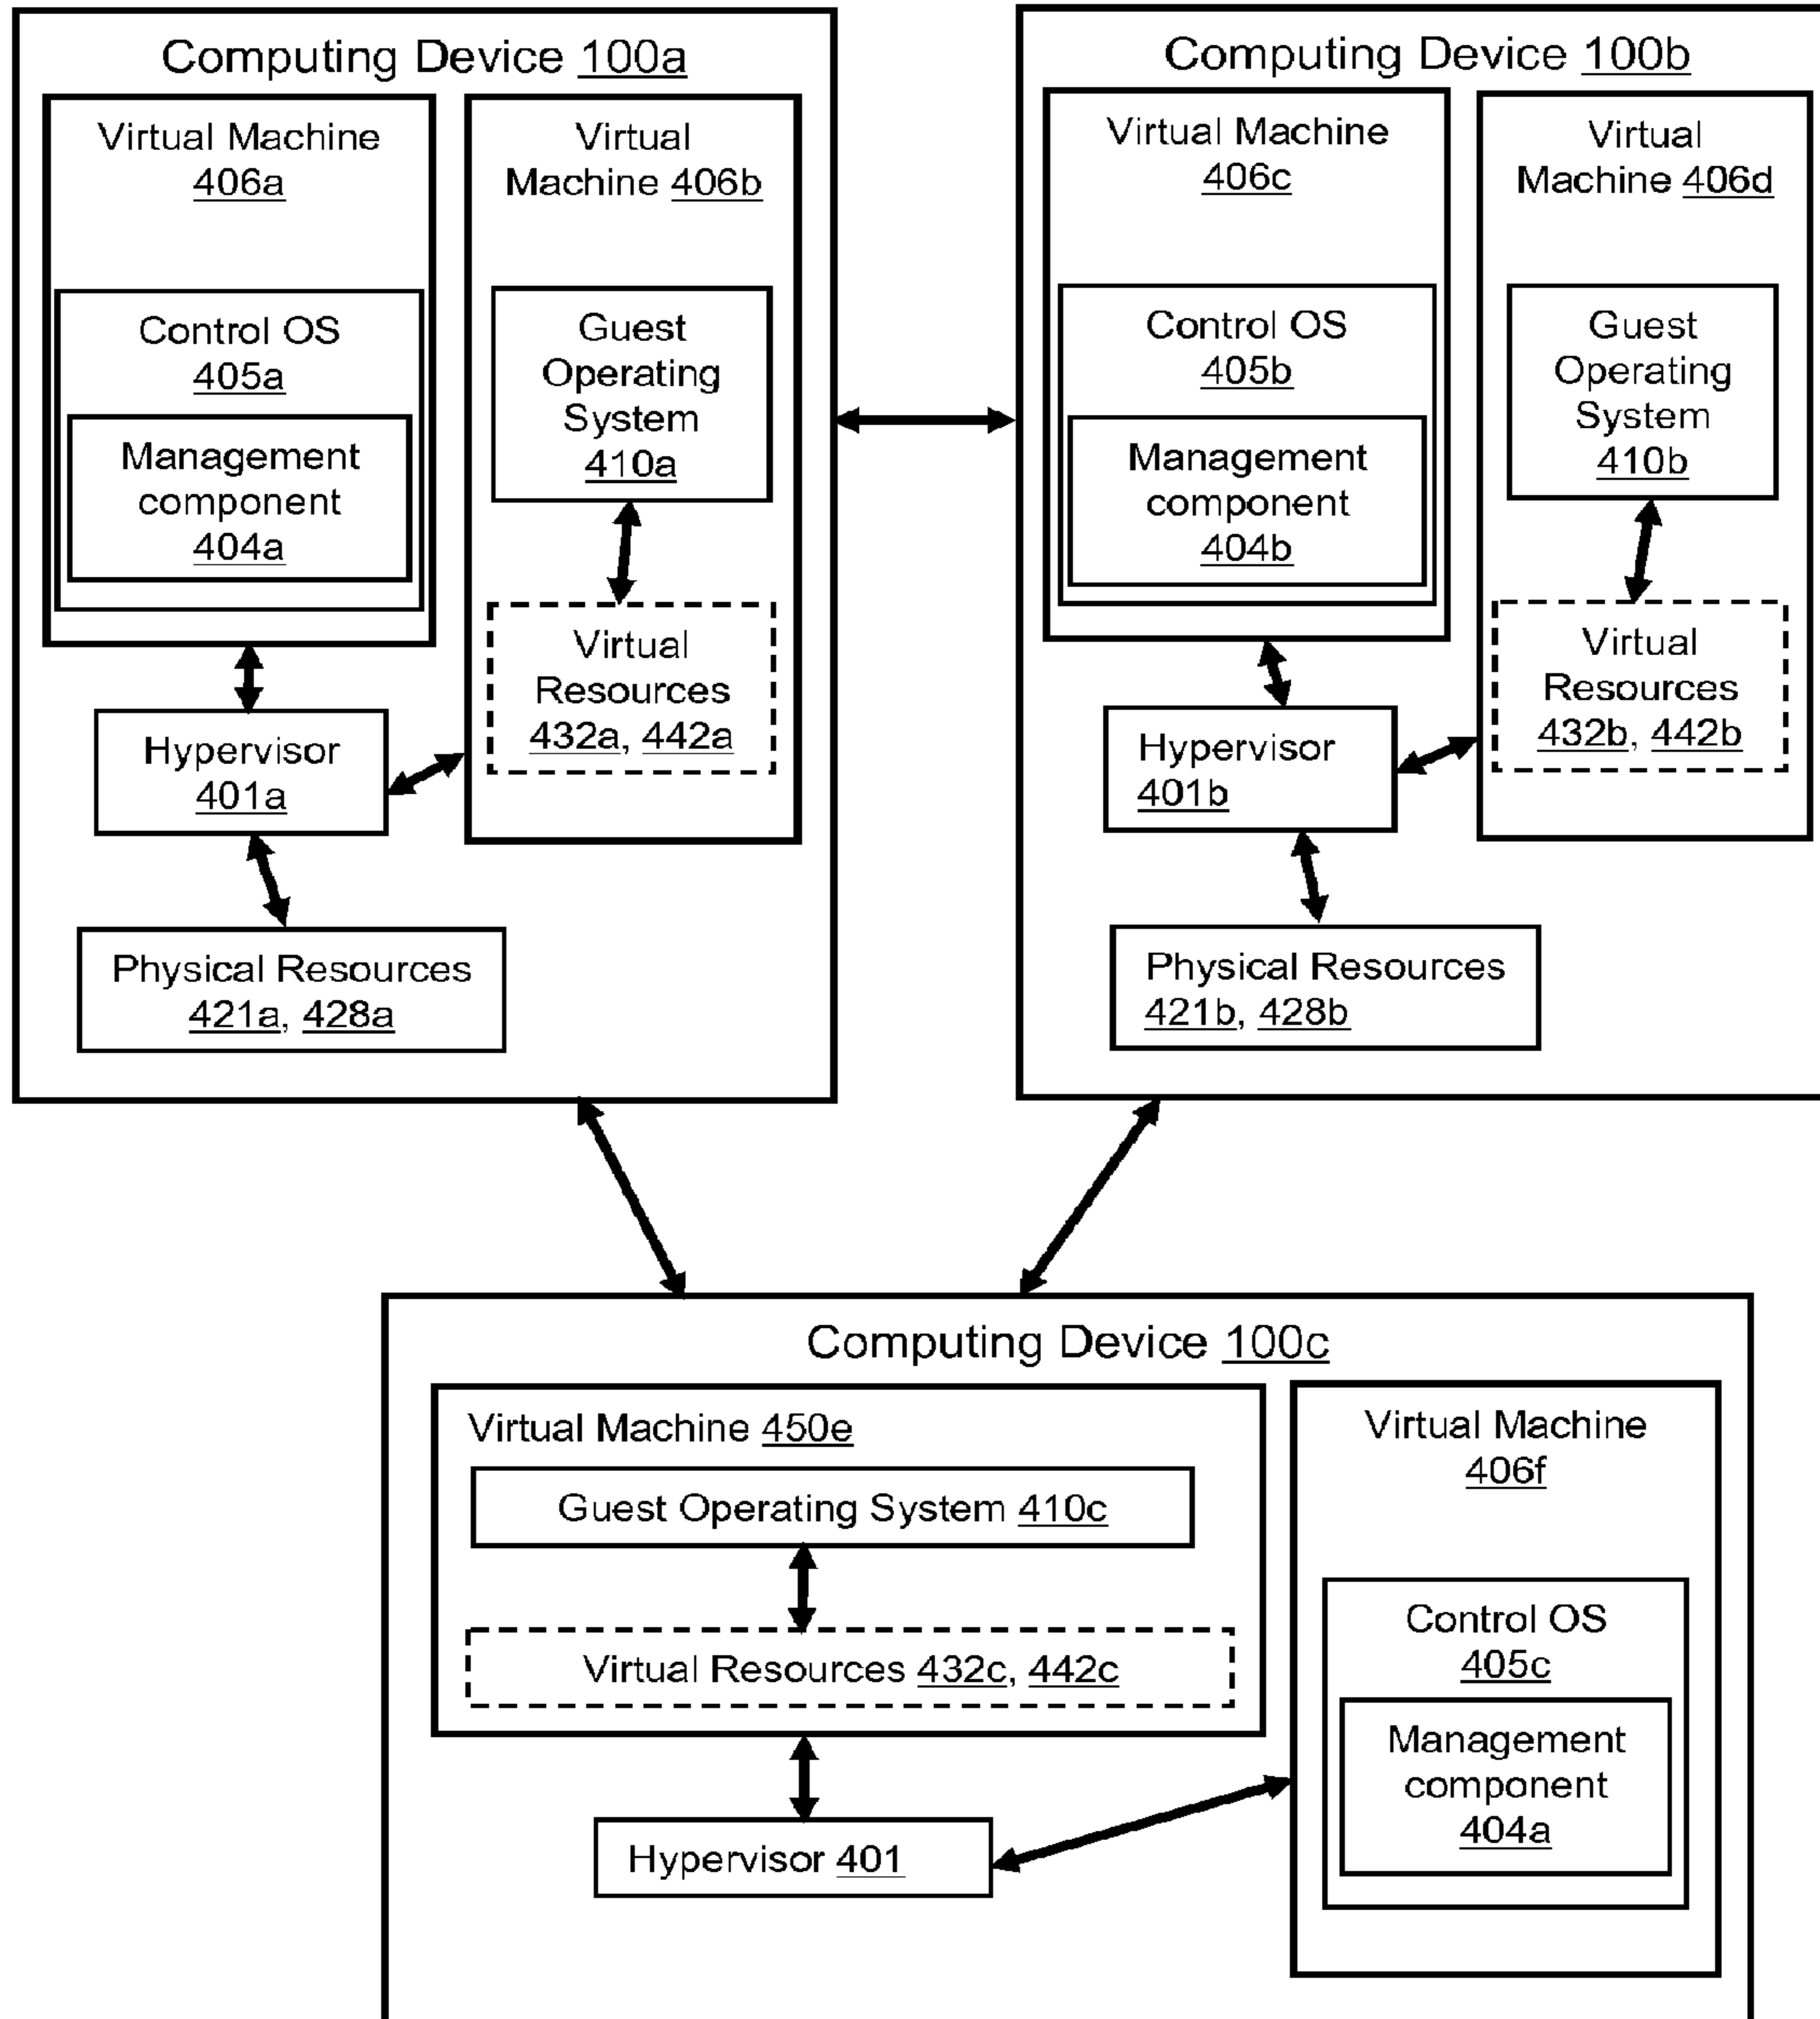 Computing Device 100a
Virtual Machine
406a
Control OS
405a
Management
component
404a
Virtual
Machine 406b
Guest
Operating
System
410a
Virtual
Resources
432a, 442a
Hypervisor
401a
Physical Resources
421a, 428a
Computing Device 100b
Virtual Machine
406c
Control OS
405b
Management
component
404b
Virtual
Machine 406d
Guest
Operating
System
410b
Virtual
Resources
432b, 442b
Hypervisor
401b
Physical Resources
421b, 428b
Computing Device 100c
Virtual Machine 450e
Guest Operating System 410c
Virtual Resources 432c, 442c
Hypervisor 401
Virtual Machine
406f
Control OS
405c
Management
component
404a